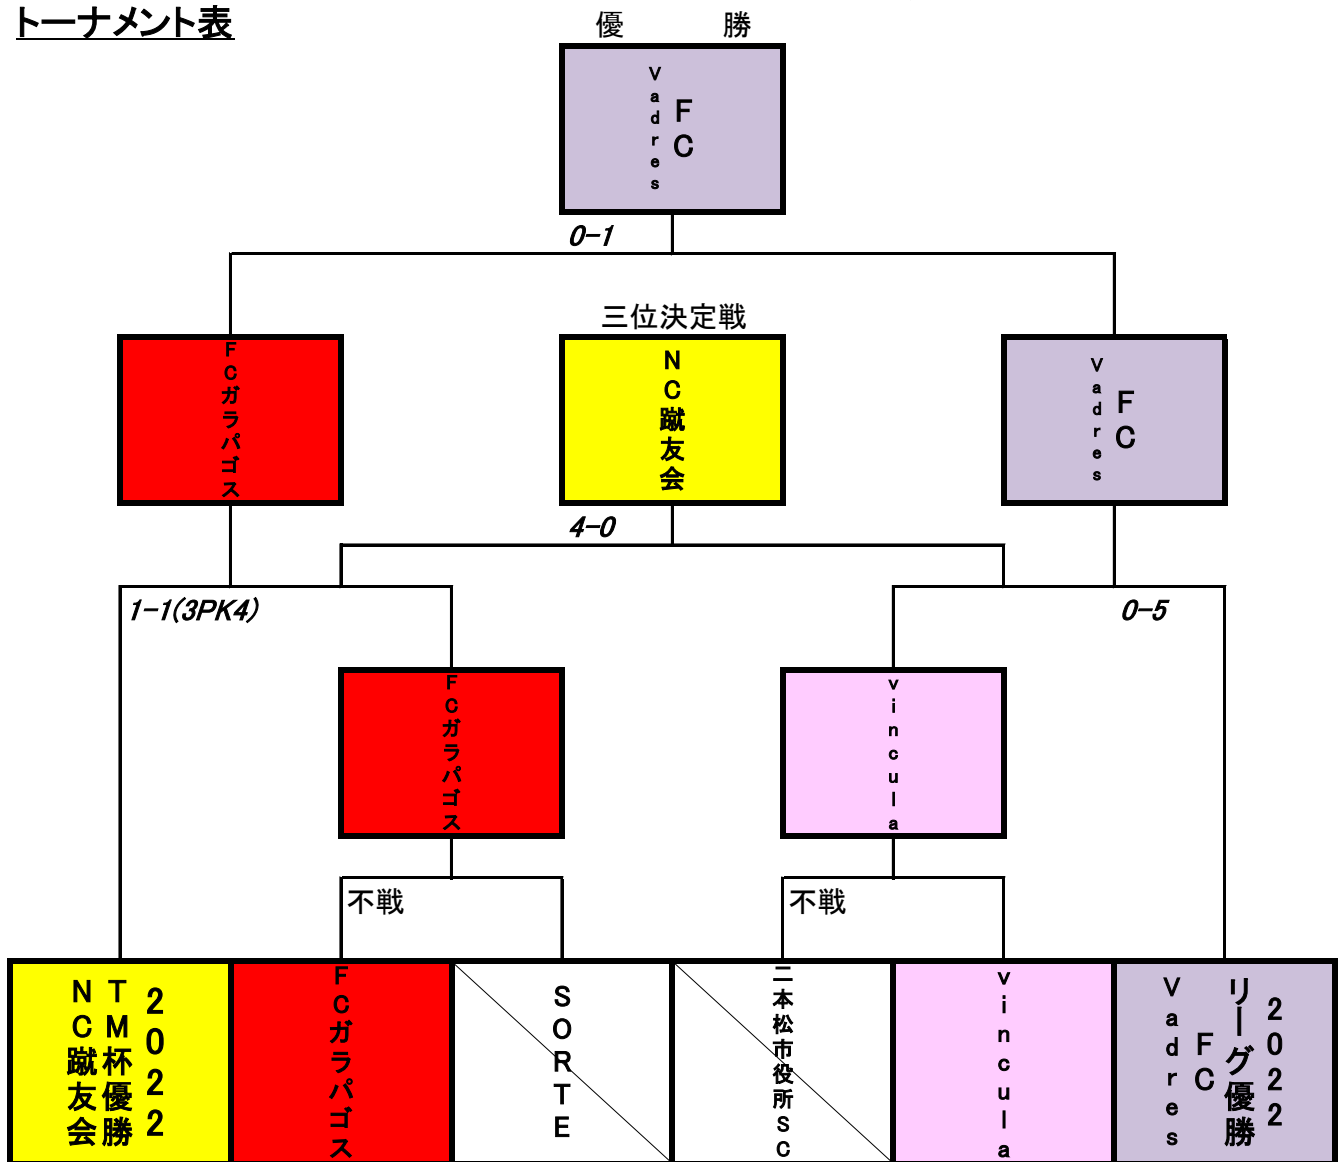 トーナメント表
優　勝
FC
Vadres
0-1
三位決定戦
FCガラパゴス
NC蹴友会
FC
Vadres
4-0
1-1(3PK4)
0-5
FCガラパゴス
vincula
不戦
不戦
2022
TM杯優勝
NC蹴友会
FCガラパゴス
SORTE
二本松市役所SC
vincula
2022
リーグ優勝
FC
Vadres